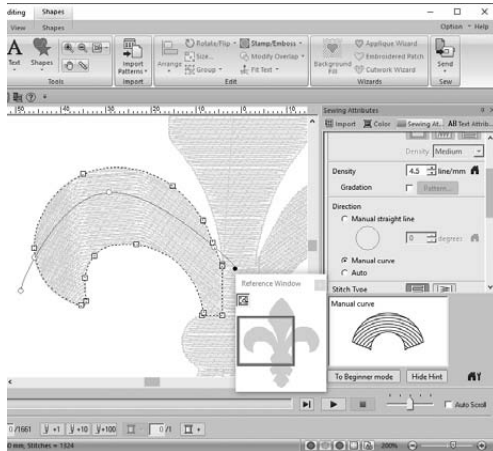 diting Shapes
View Shapes
Option Help
Text Shapes
Import Patterns
Arrange
Rotate/Flip
Size...
Group
Stamp/Emboss
Modify Overlap
Fit Text
Background Fill
Applique Wizard
Embroidered Patch
Cutwork Wizard
Send
Tools Import Edit Wizards Sew
Sewing Attributes
Import Color Sewing At... AB Text Attrib...
Density Medium
Density 4.5 line/mm
Gradation Pattern...
Direction
Manual straight line
0 degrees
Manual curve
Auto
Stitch Type
Reference Window
Manual curve
To Beginner mode Hide Hint
Auto Scroll
0 /1661 +1 +10 +100 0 /1 +
0 mm, Stitches = 1324 200%